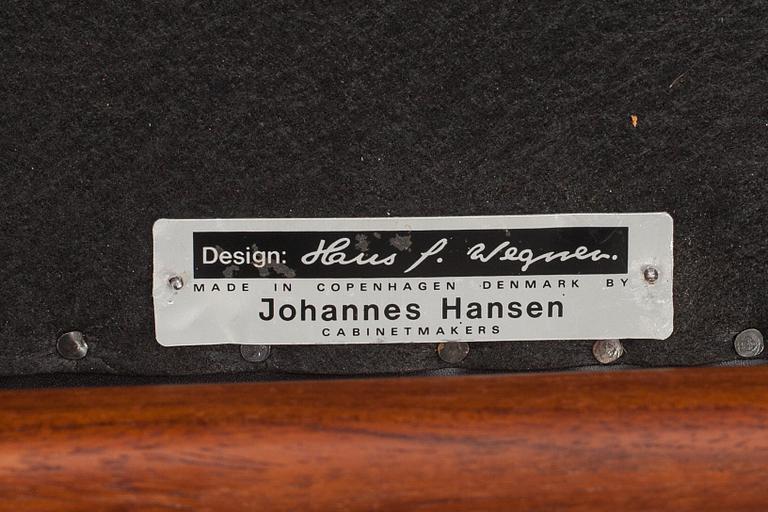 Design: Hans J. Wegner.
MADE IN COPENHAGEN DENMARK BY
Johannes Hansen
CABINETMAKERS